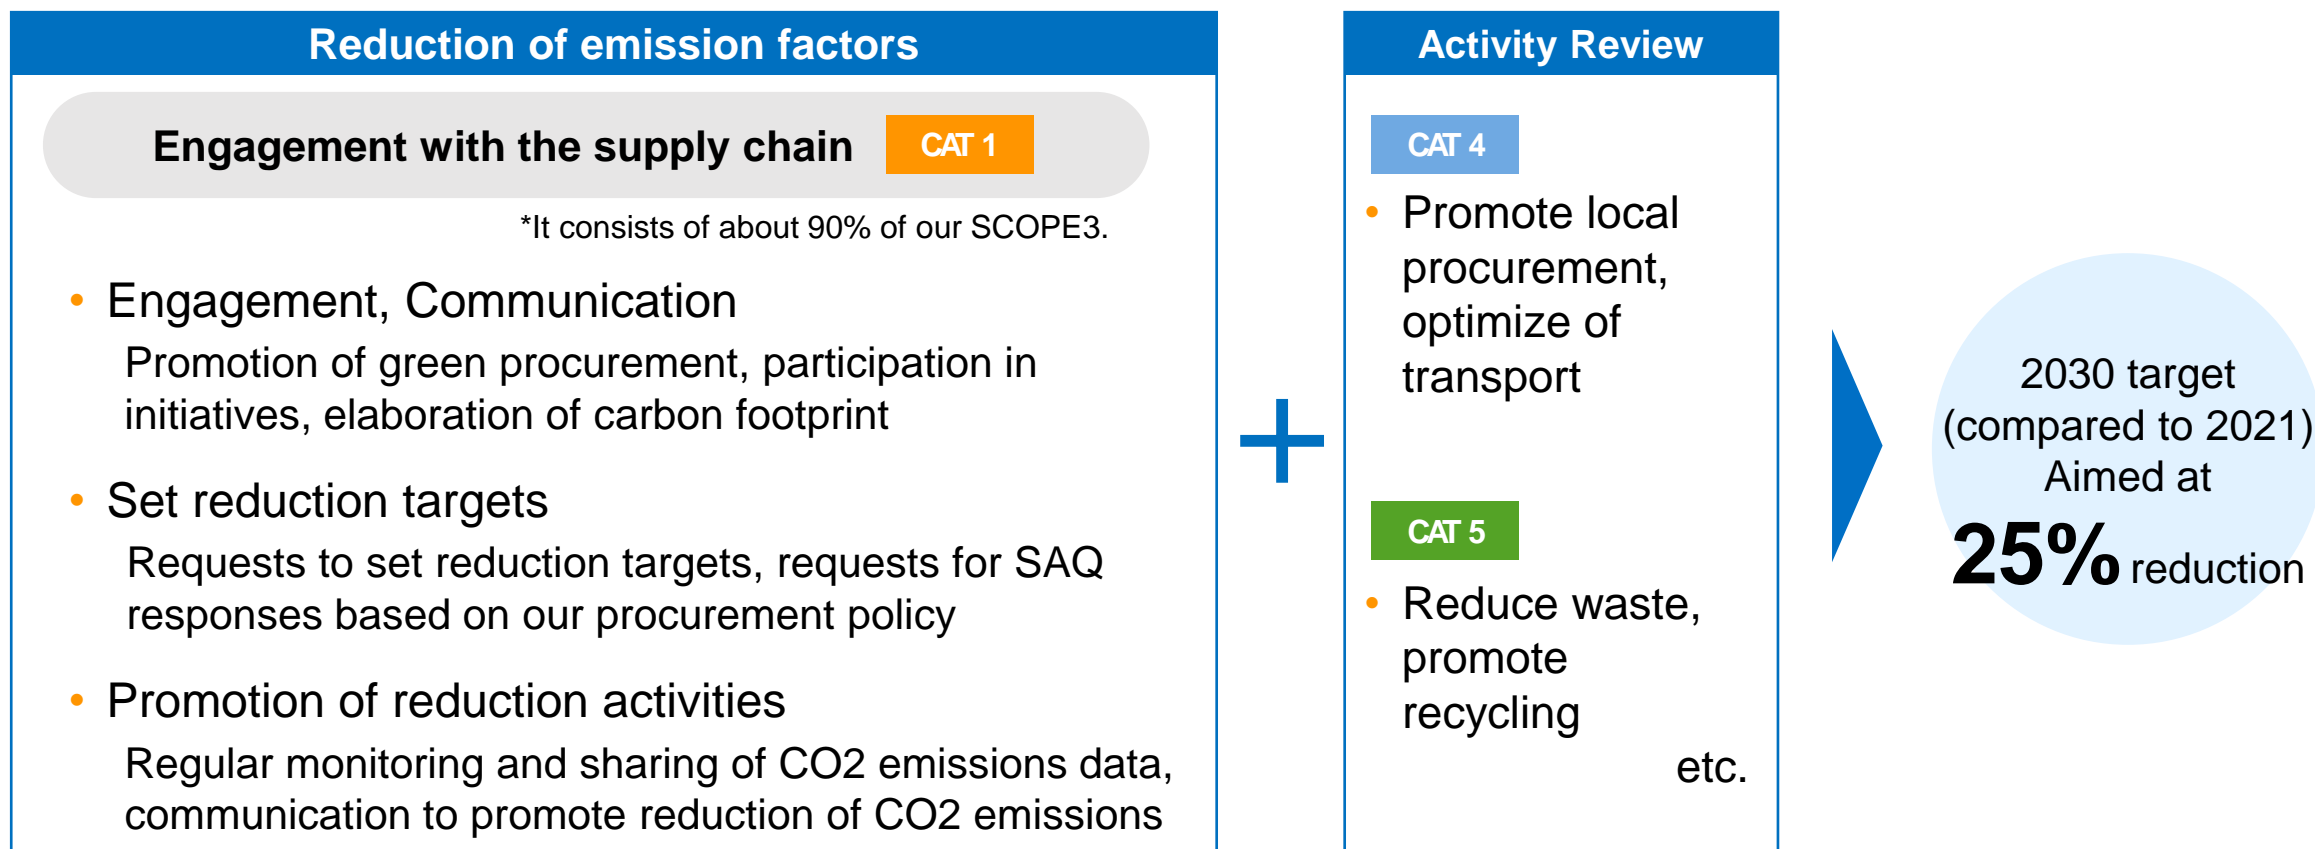 Reduction of emission factors
Engagement with the supply chain
CAT 1
*It consists of about 90% of our SCOPE3.
• Engagement, Communication
Promotion of green procurement, participation in
initiatives, elaboration of carbon footprint
• Set reduction targets
Requests to set reduction targets, requests for SAQ
responses based on our procurement policy
• Promotion of reduction activities
Regular monitoring and sharing of CO2 emissions data,
communication to promote reduction of CO2 emissions
+
Activity Review
CAT 4
• Promote local
procurement,
optimize of
transport
CAT 5
• Reduce waste,
promote
recycling
etc.
2030 target
(compared to 2021)
Aimed at
25% reduction